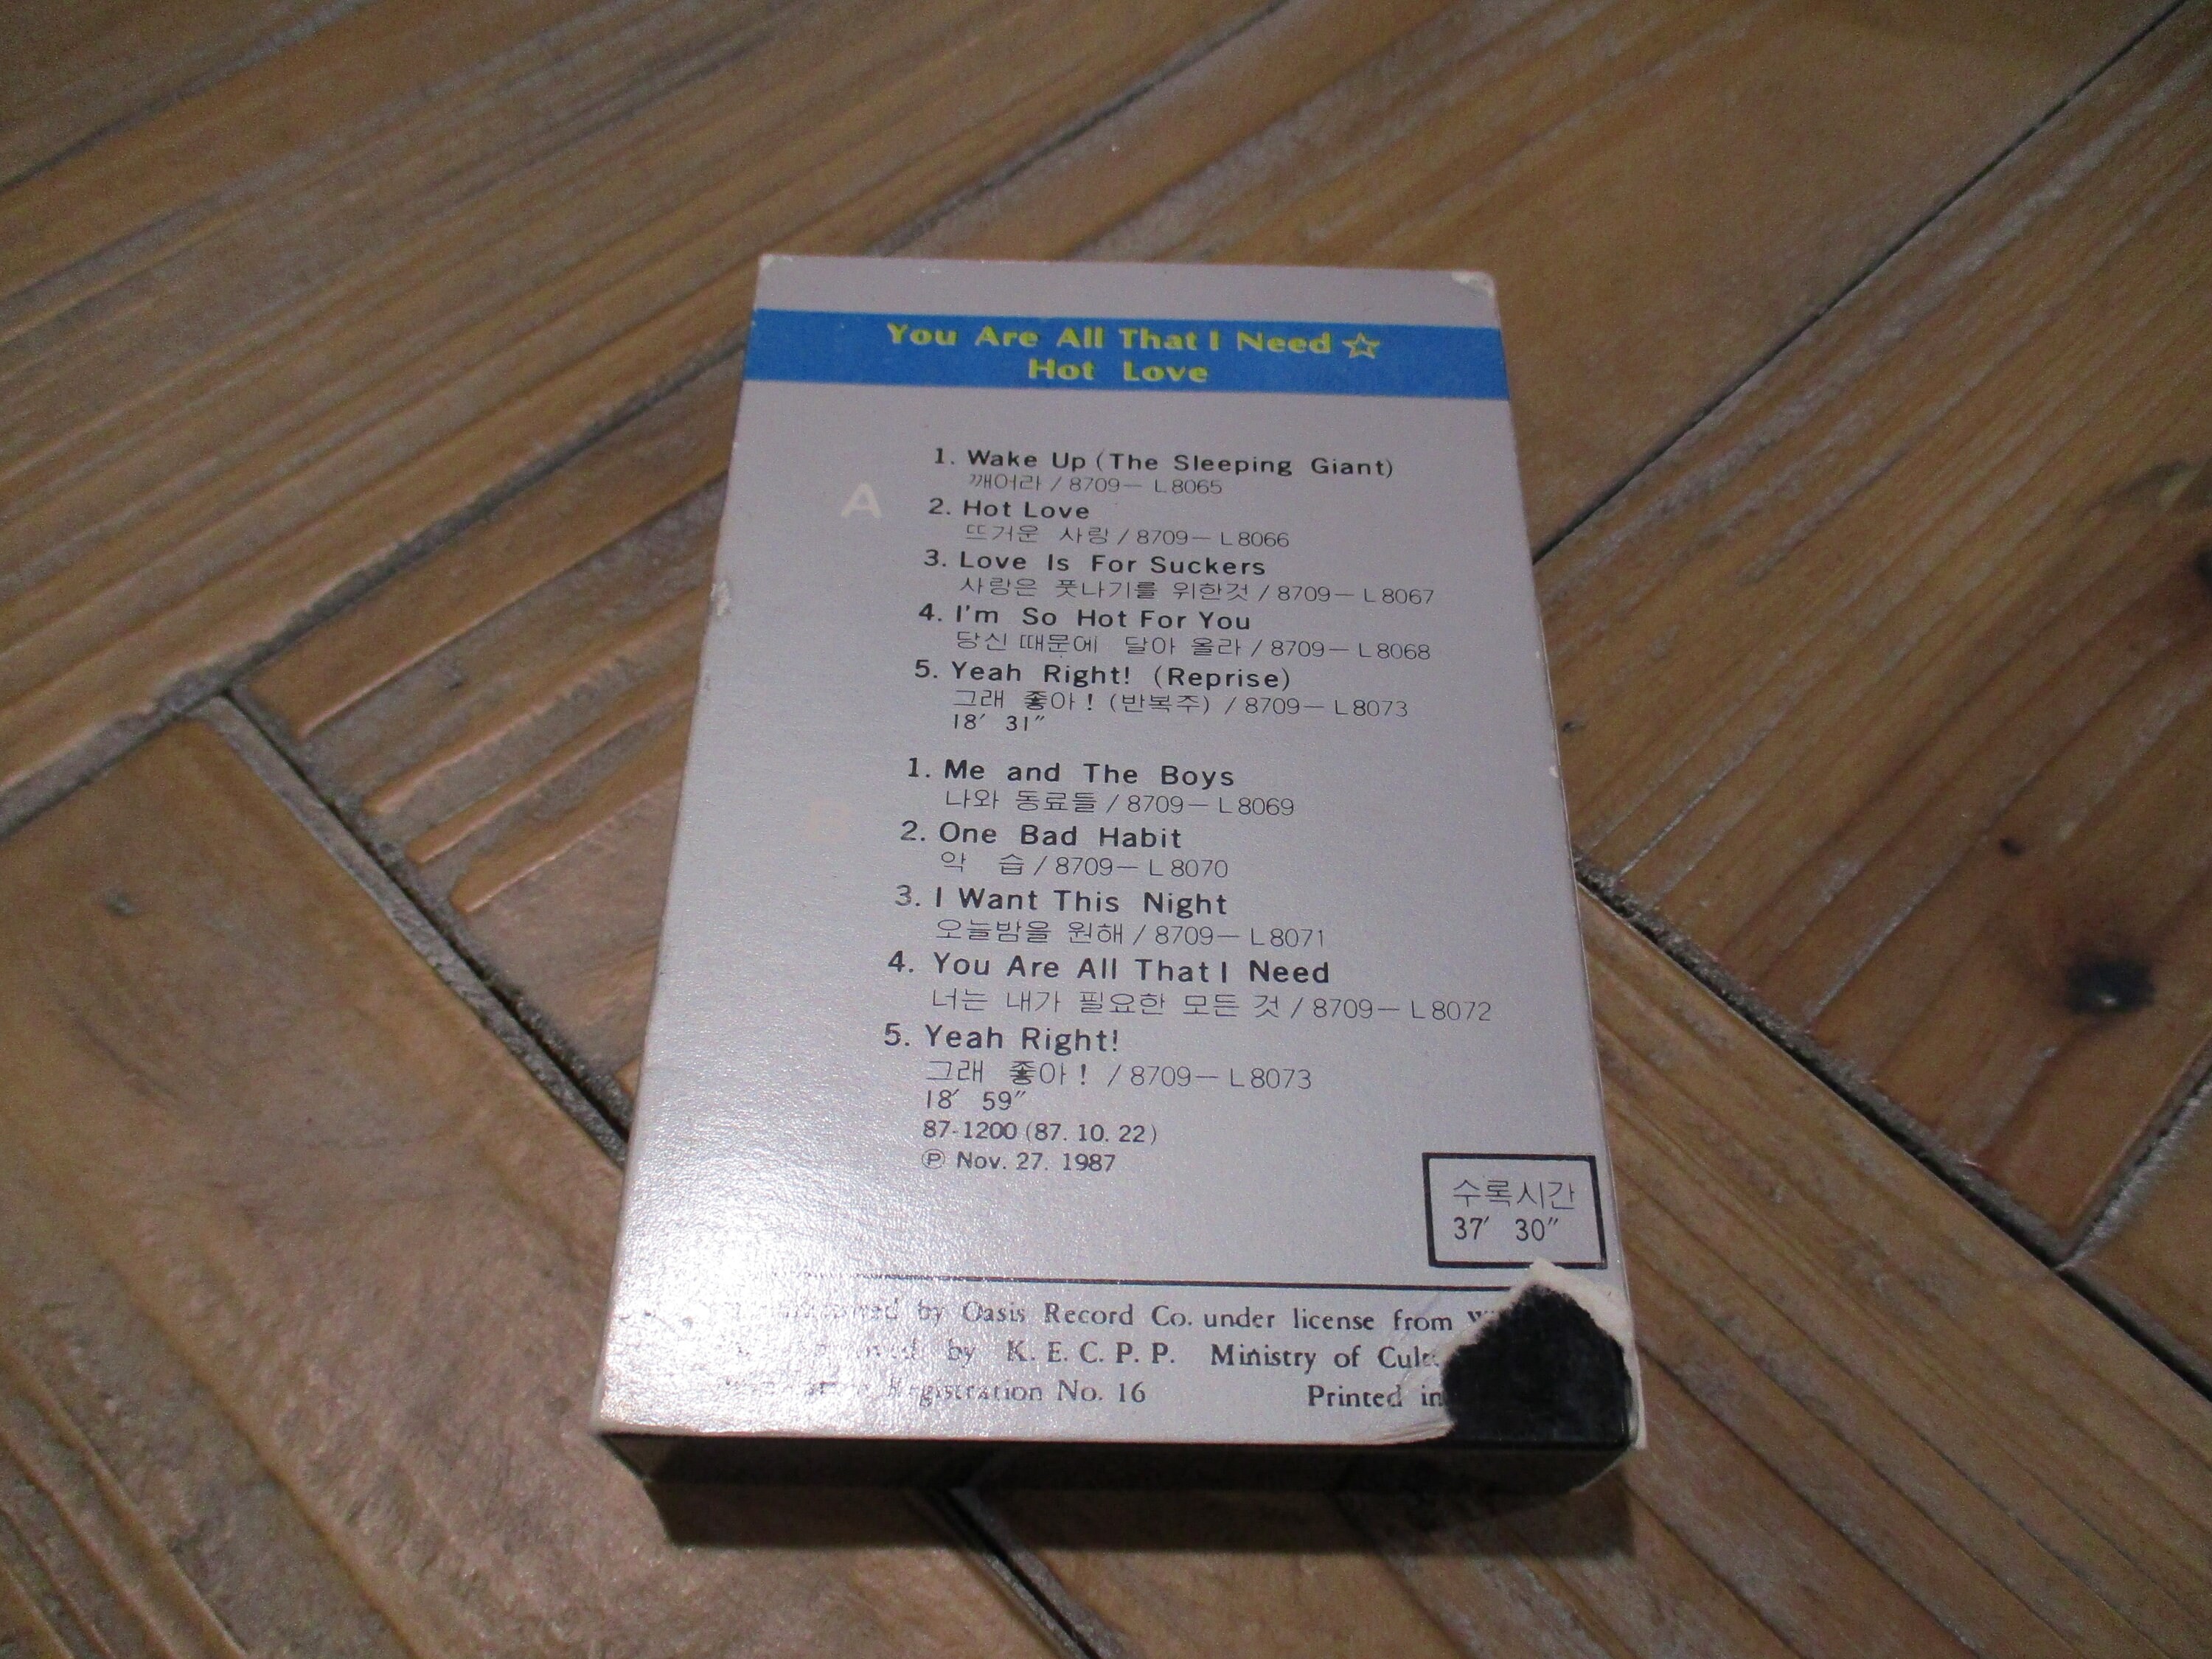 You Are All That I Need ☆
Hot Love
A
1. Wake Up (The Sleeping Giant)
깨어라 / 8709－L8065
2. Hot Love
뜨거운 사랑 / 8709－L8066
3. Love Is For Suckers
사랑은 풋나기를 위한것 / 8709－L8067
4. I'm So Hot For You
당신 때문에 달아 올라 / 8709－L8068
5. Yeah Right! (Reprise)
그래 좋아! (반복주) / 8709－L8073
18′ 31″
B
1. Me and The Boys
나와 동료들 / 8709－L8069
2. One Bad Habit
악 습 / 8709－L8070
3. I Want This Night
오늘밤을 원해 / 8709－L8071
4. You Are All That I Need
너는 내가 필요한 모든 것 / 8709－L8072
5. Yeah Right!
그래 좋아! / 8709－L8073
18′ 59″
87-1200 (87. 10. 22)
Ⓟ Nov. 27. 1987
수록시간
37′ 30″
by Oasis Record Co. under license from
by K. E. C. P. P. Ministry of
Registration No. 16 Printed in